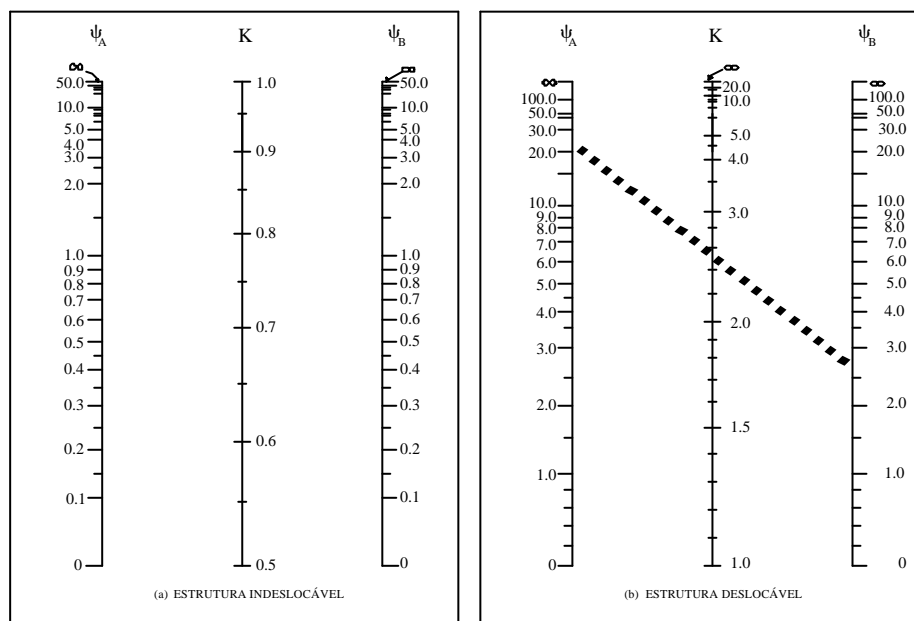 ψA K ψB
∞ ∞
50.0 1.0 50.0
10.0 10.0
5.0 5.0
4.0 4.0
3.0 0.9 3.0
2.0 2.0
0.8
1.0 1.0
0.9 0.9
0.8 0.8
0.7 0.7
0.6 0.7 0.6
0.5 0.5
0.4 0.4
0.3 0.3
0.2 0.6 0.2
0.1 0.1
0 0.5 0
(a) ESTRUTURA INDESLOCÁVEL
ψA K ψB
∞ ∞ ∞
100.0 20.0 100.0
50.0 10.0 50.0
30.0 5.0 30.0
20.0 4.0 20.0
10.0 3.0 10.0
9.0 9.0
8.0 8.0
7.0 7.0
6.0 6.0
5.0 5.0
4.0 2.0 4.0
3.0 3.0
2.0 1.5 2.0
1.0 1.0
0 1.0 0
(b) ESTRUTURA DESLOCÁVEL